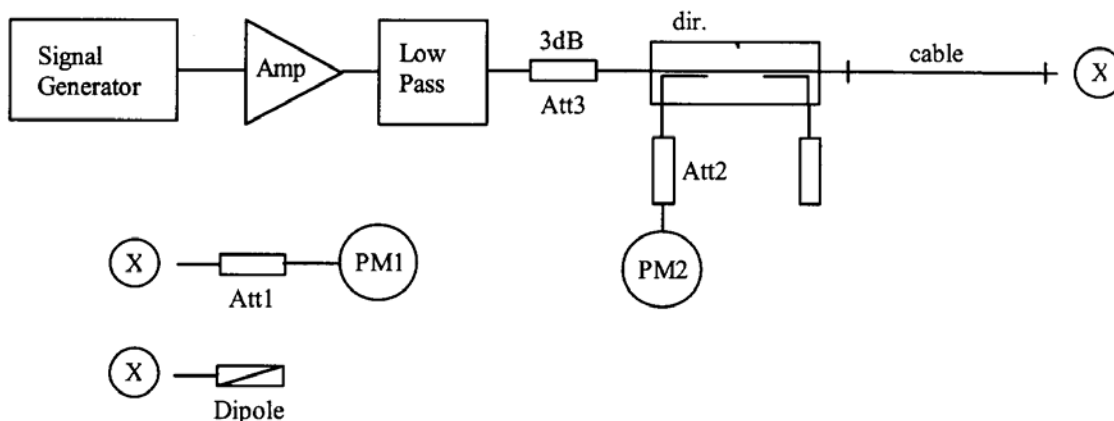 Signal
Generator
Amp
Low
Pass
3dB
Att3
dir.
cable
X
Att2
PM2
X
Att1
PM1
X
Dipole